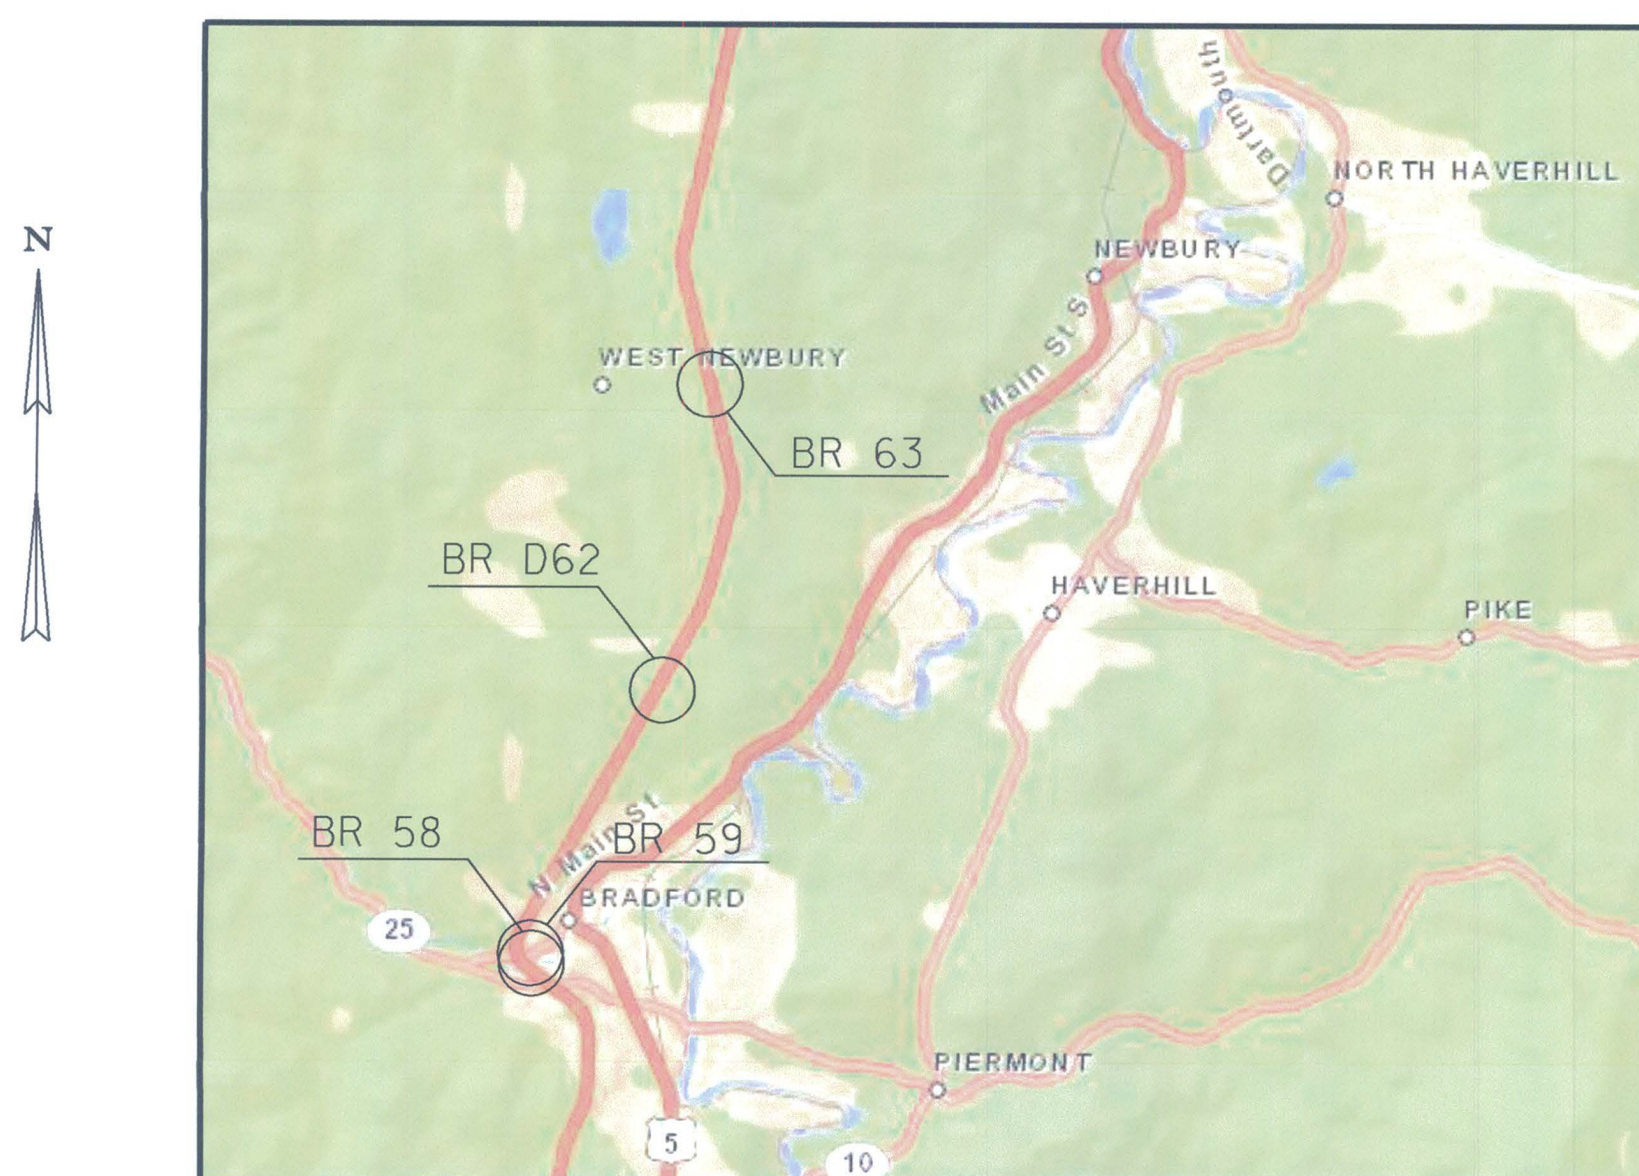 Dartmouth
NORTH HAVERHILL
N
NEWBURY
Main St S
WEST NEWBURY
BR 63
BR D62
HAVERHILL
PIKE
N Main St
BR 58
BR 59
BRADFORD
25
PIERMONT
5
10